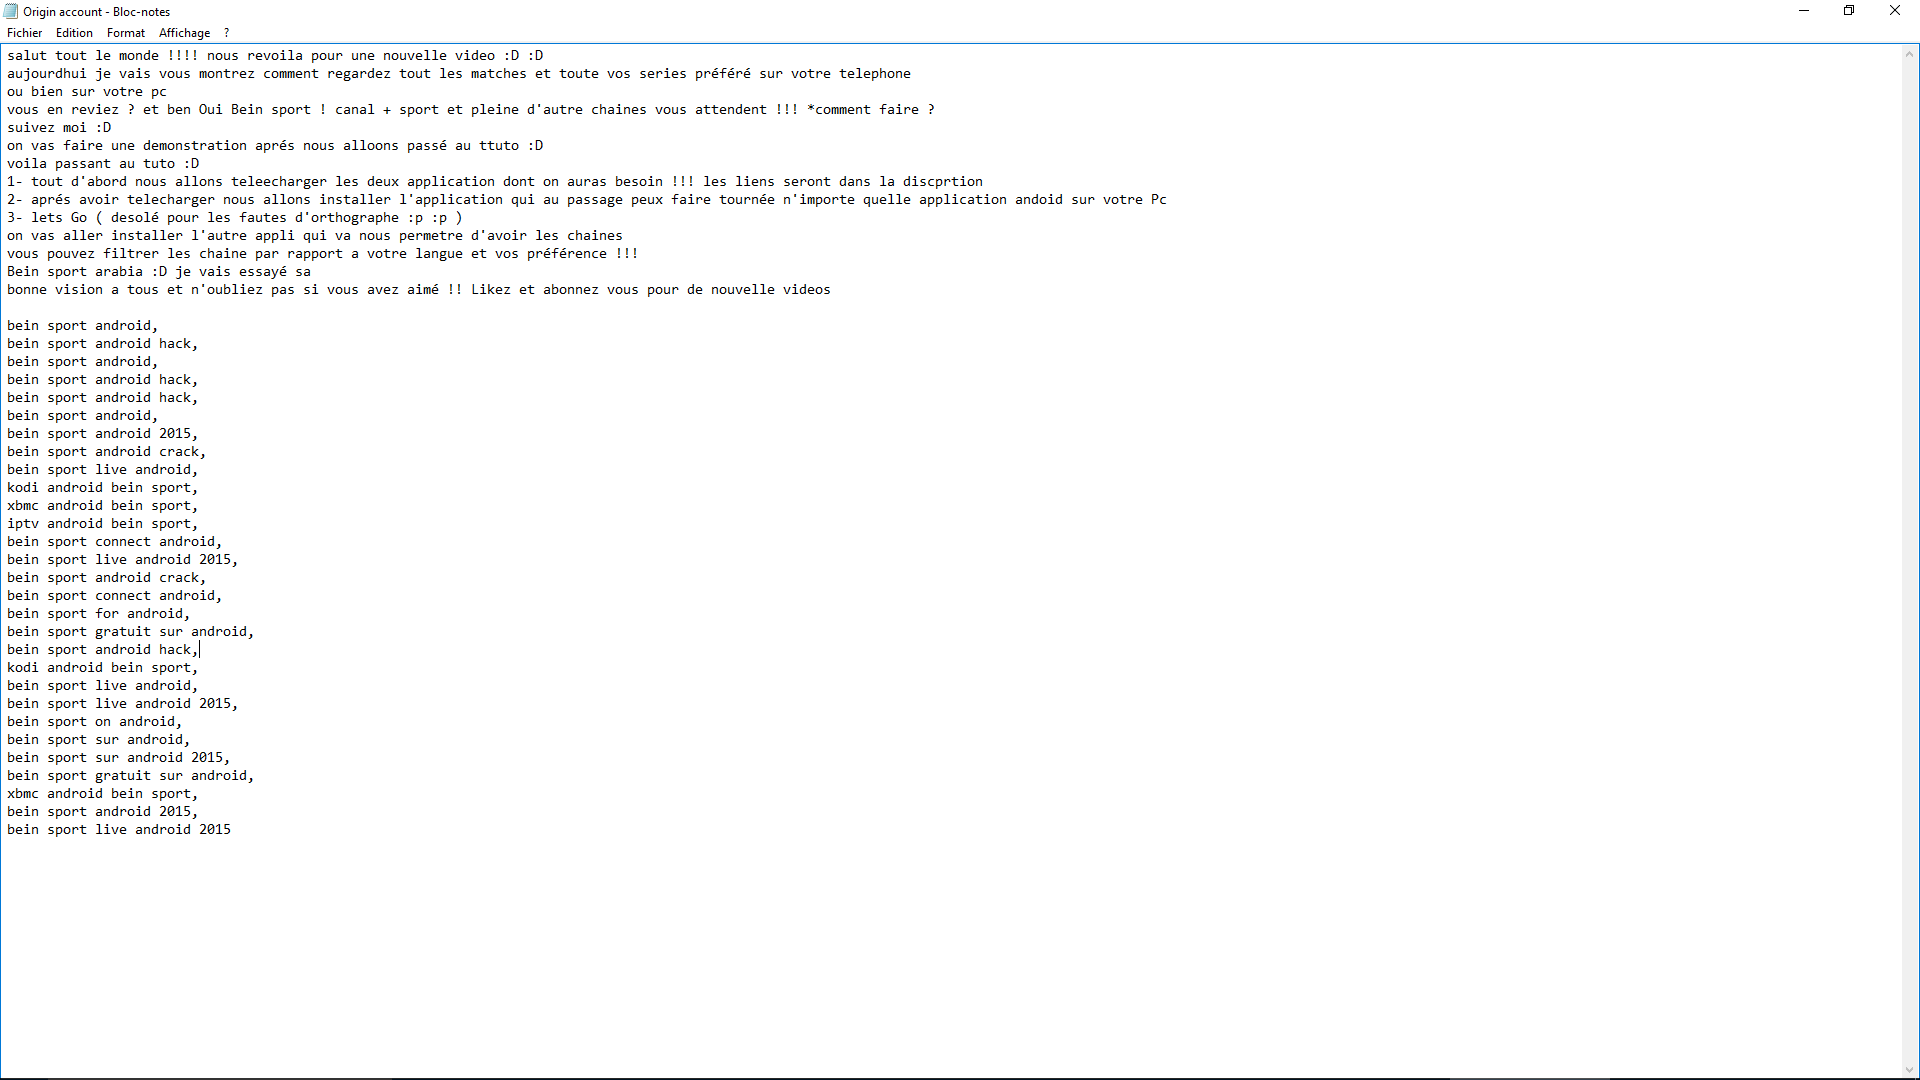 Origin account - Bloc-notes
Fichier Edition Format Affichage ?
salut tout le monde !!!! nous revoila pour une nouvelle video :D :D
aujourdhui je vais vous montrez comment regardez tout les matches et toute vos series préféré sur votre telephone
ou bien sur votre pc
vous en reviez ? et ben Oui Bein sport ! canal + sport et pleine d'autre chaines vous attendent !!! *comment faire ?
suivez moi :D
on vas faire une demonstration aprés nous alloons passé au ttuto :D
voila passant au tuto :D
1- tout d'abord nous allons teleecharger les deux application dont on auras besoin !!! les liens seront dans la discprtion
2- aprés avoir telecharger nous allons installer l'application qui au passage peux faire tournée n'importe quelle application andoid sur votre Pc
3- lets Go ( desolé pour les fautes d'orthographe :p :p )
on vas aller installer l'autre appli qui va nous permetre d'avoir les chaines
vous pouvez filtrer les chaine par rapport a votre langue et vos préférence !!!
Bein sport arabia :D je vais essayé sa
bonne vision a tous et n'oubliez pas si vous avez aimé !! Likez et abonnez vous pour de nouvelle videos
bein sport android,
bein sport android hack,
bein sport android,
bein sport android hack,
bein sport android hack,
bein sport android,
bein sport android 2015,
bein sport android crack,
bein sport live android,
kodi android bein sport,
xbmc android bein sport,
iptv android bein sport,
bein sport connect android,
bein sport live android 2015,
bein sport android crack,
bein sport connect android,
bein sport for android,
bein sport gratuit sur android,
bein sport android hack,
kodi android bein sport,
bein sport live android,
bein sport live android 2015,
bein sport on android,
bein sport sur android,
bein sport sur android 2015,
bein sport gratuit sur android,
xbmc android bein sport,
bein sport android 2015,
bein sport live android 2015